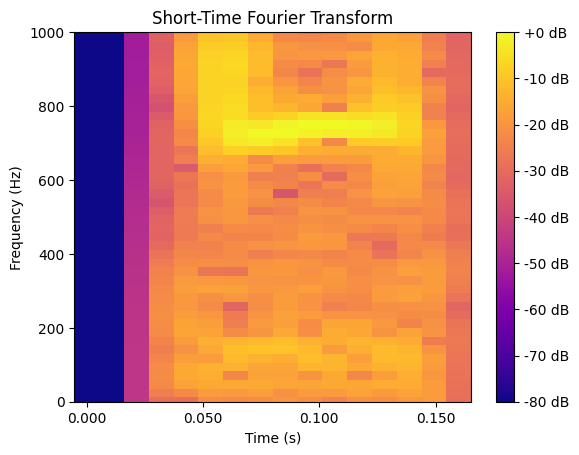 Short-Time Fourier Transform
Frequency (Hz)
1000
800
600
400
200
0
0.000
0.050
0.100
0.150
Time (s)
+0 dB
-10 dB
-20 dB
-30 dB
-40 dB
-50 dB
-60 dB
-70 dB
-80 dB